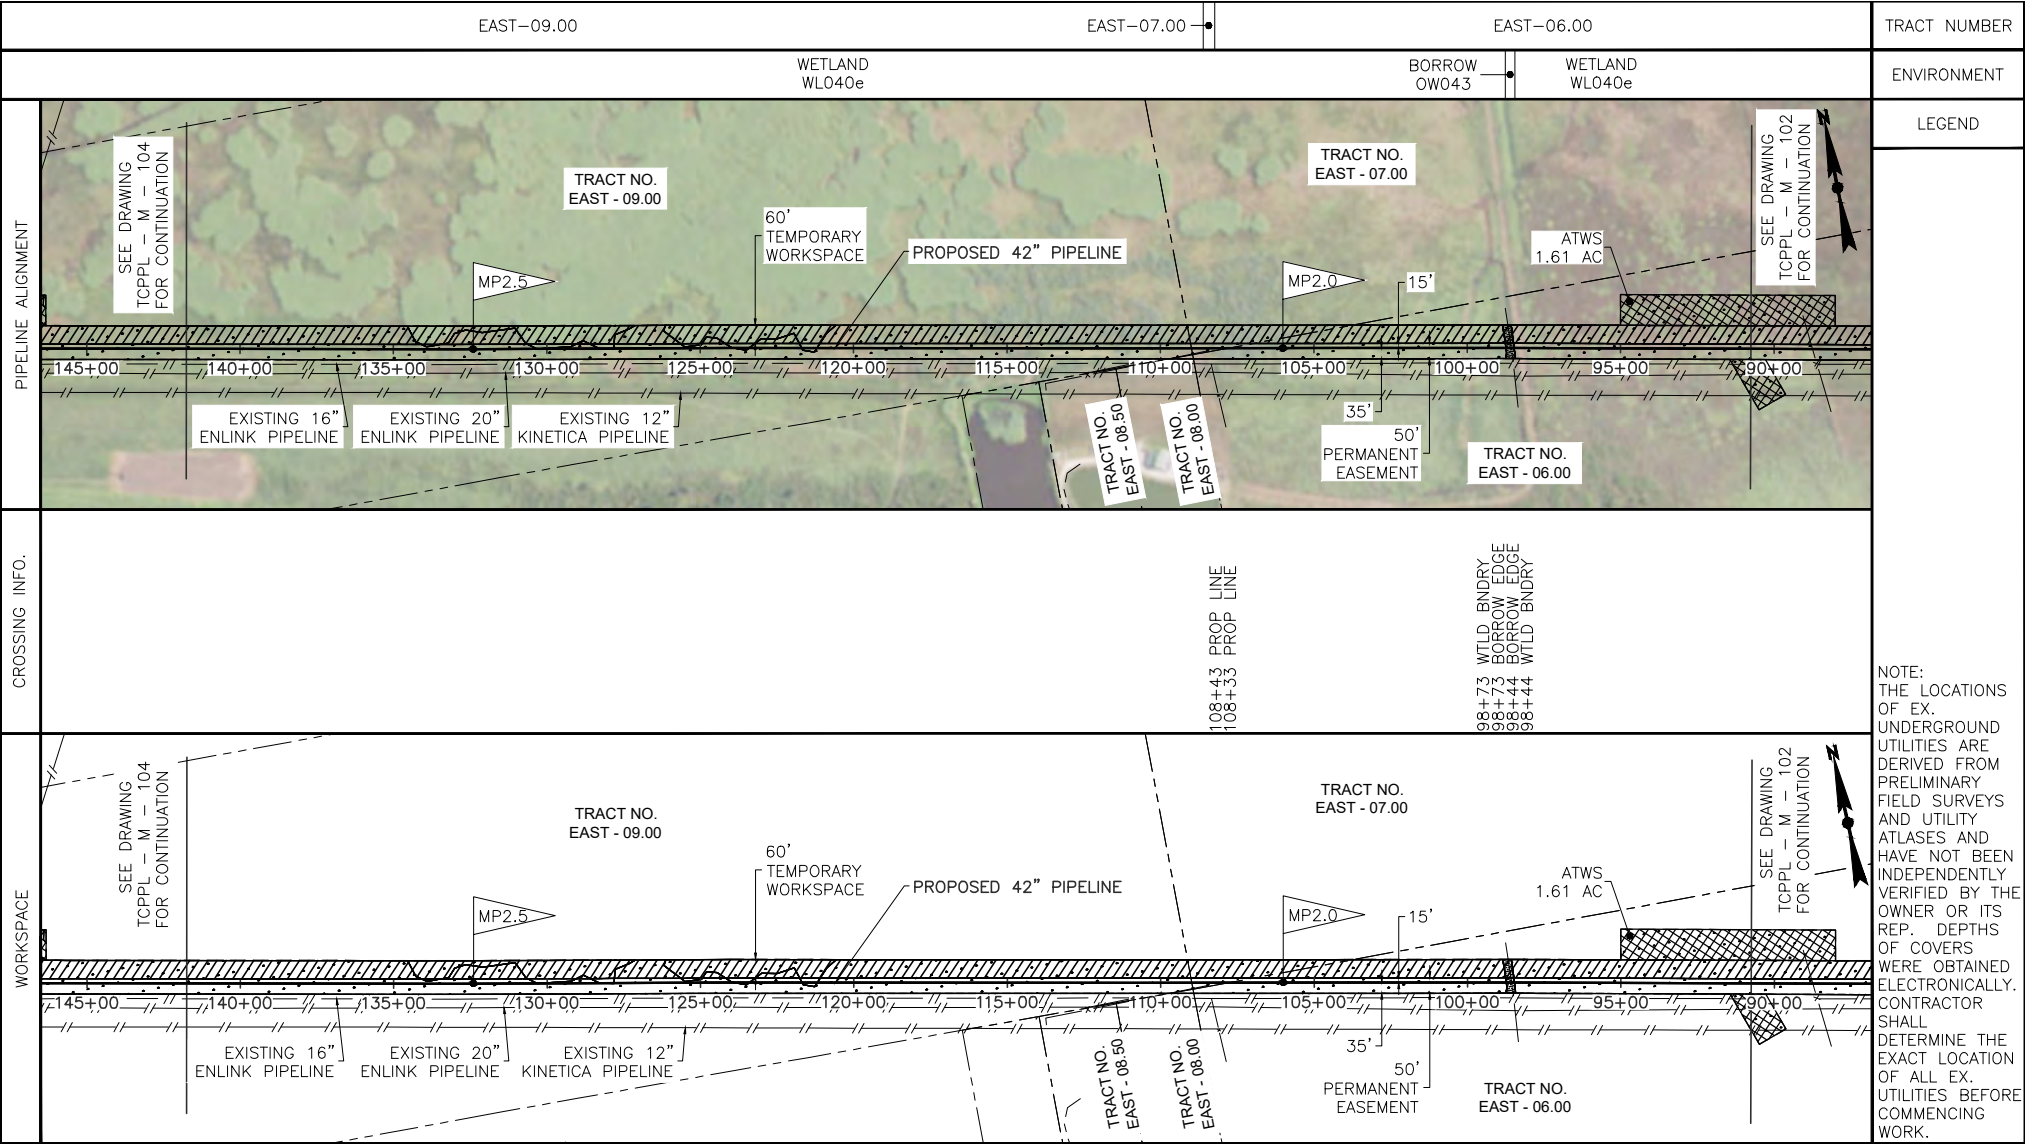 EAST-09.00
EAST-07.00
EAST-06.00
TRACT NUMBER
WETLAND
WL040e
BORROW
OW043
WETLAND
WL040e
ENVIRONMENT
LEGEND
PIPELINE ALIGNMENT
SEE DRAWING
TCPPL - M - 104
FOR CONTINUATION
TRACT NO.
EAST - 09.00
60'
TEMPORARY
WORKSPACE
PROPOSED 42" PIPELINE
TRACT NO.
EAST - 07.00
ATWS
1.61 AC
SEE DRAWING
TCPPL - M - 102
FOR CONTINUATION
N
MP2.5
MP2.0
15'
145+00
140+00
135+00
130+00
125+00
120+00
115+00
110+00
105+00
100+00
95+00
90+00
EXISTING 16"
ENLINK PIPELINE
EXISTING 20"
ENLINK PIPELINE
EXISTING 12"
KINETICA PIPELINE
TRACT NO.
EAST - 08.50
TRACT NO.
EAST - 08.00
35'
50'
PERMANENT
EASEMENT
TRACT NO.
EAST - 06.00
CROSSING INFO.
108+43 PROP LINE
108+33 PROP LINE
98+73 WTLD BNDRY
98+73 BORROW EDGE
98+44 BORROW EDGE
98+44 WTLD BNDRY
WORKSPACE
SEE DRAWING
TCPPL - M - 104
FOR CONTINUATION
TRACT NO.
EAST - 09.00
60'
TEMPORARY
WORKSPACE
PROPOSED 42" PIPELINE
TRACT NO.
EAST - 07.00
ATWS
1.61 AC
SEE DRAWING
TCPPL - M - 102
FOR CONTINUATION
N
MP2.5
MP2.0
15'
145+00
140+00
135+00
130+00
125+00
120+00
115+00
110+00
105+00
100+00
95+00
90+00
EXISTING 16"
ENLINK PIPELINE
EXISTING 20"
ENLINK PIPELINE
EXISTING 12"
KINETICA PIPELINE
TRACT NO.
EAST - 08.50
TRACT NO.
EAST - 08.00
35'
50'
PERMANENT
EASEMENT
TRACT NO.
EAST - 06.00
NOTE:
THE LOCATIONS
OF EX.
UNDERGROUND
UTILITIES ARE
DERIVED FROM
PRELIMINARY
FIELD SURVEYS
AND UTILITY
ATLASES AND
HAVE NOT BEEN
INDEPENDENTLY
VERIFIED BY THE
OWNER OR ITS
REP. DEPTHS
OF COVERS
WERE OBTAINED
ELECTRONICALLY.
CONTRACTOR
SHALL
DETERMINE THE
EXACT LOCATION
OF ALL EX.
UTILITIES BEFORE
COMMENCING
WORK.